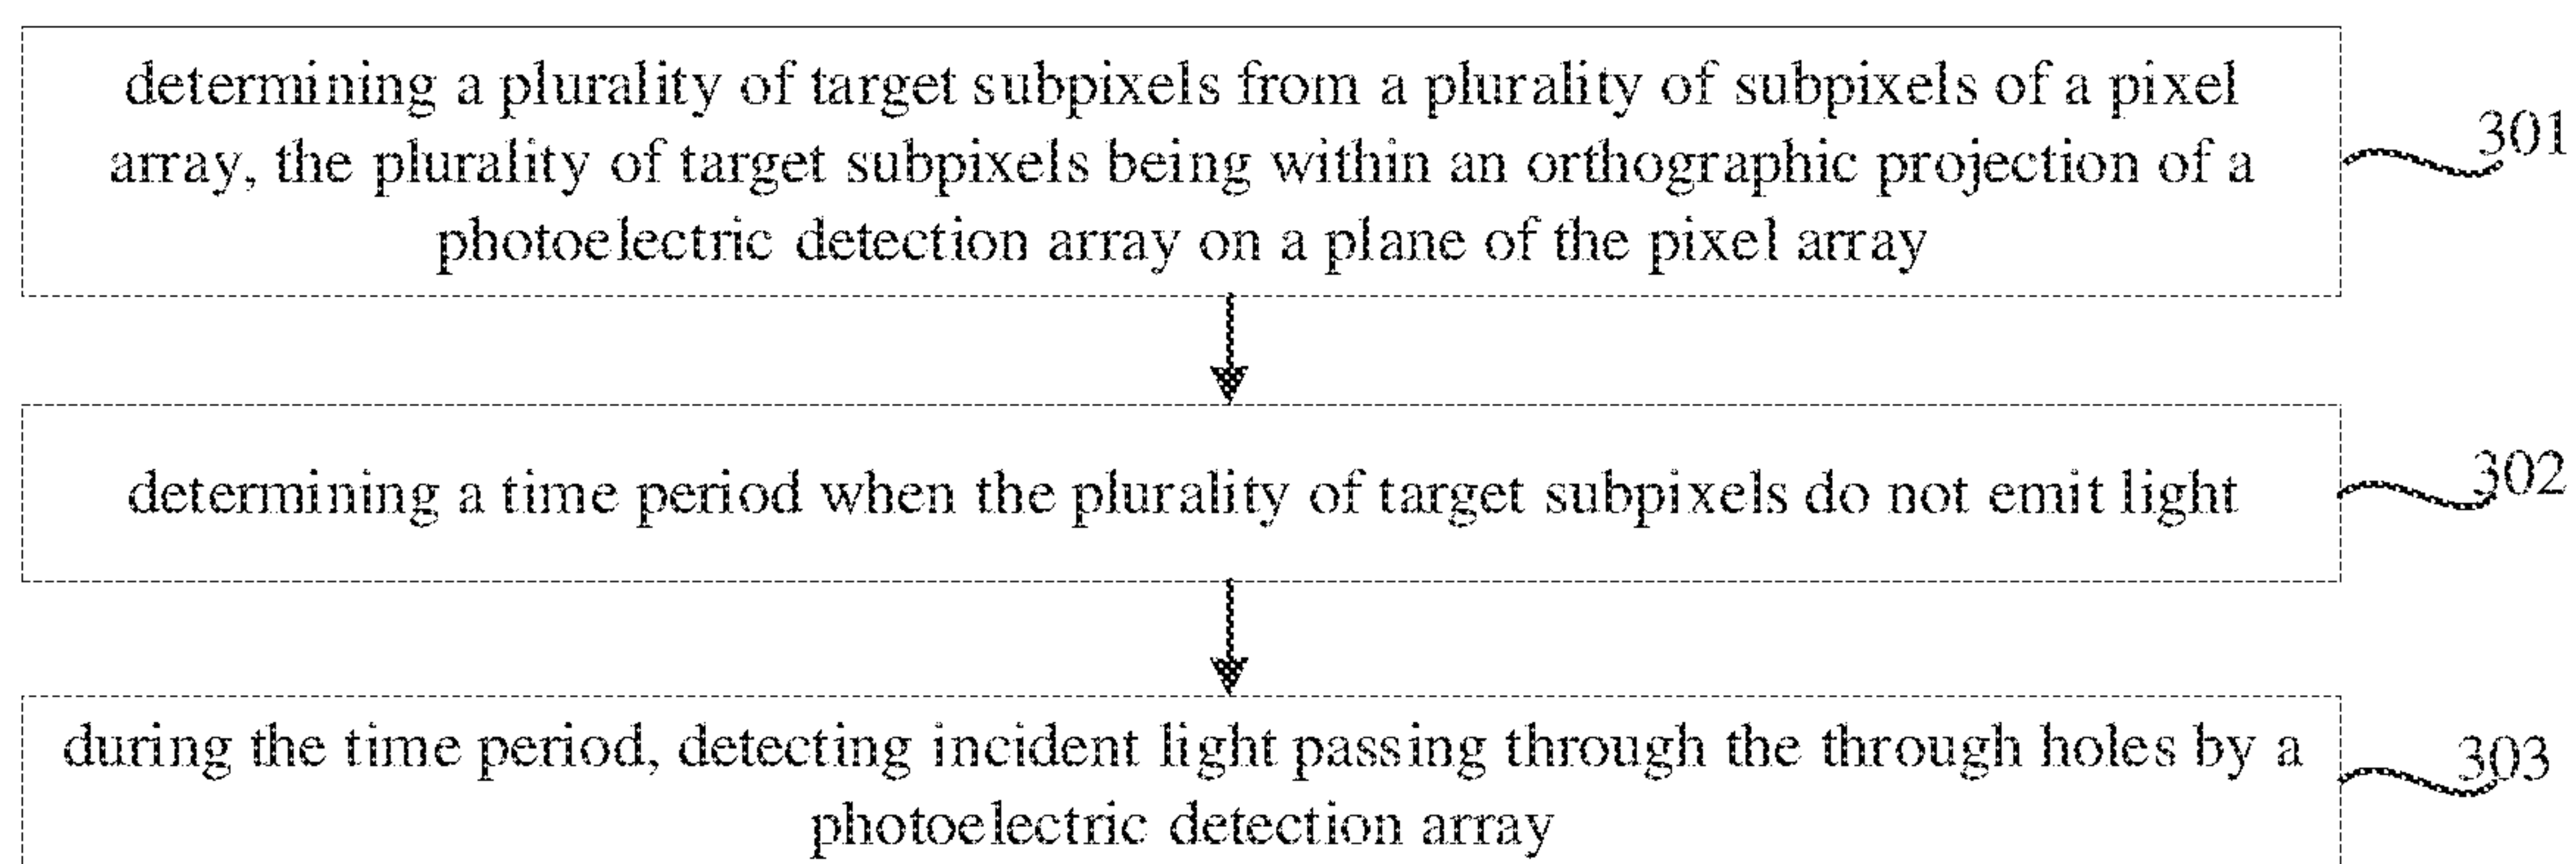 determining a plurality of target subpixels from a plurality of subpixels of a pixel
array, the plurality of target subpixels being within an orthographic projection of a
photoelectric detection array on a plane of the pixel array
301
determining a time period when the plurality of target subpixels do not emit light
302
during the time period, detecting incident light passing through the through holes by a
photoelectric detection array
303